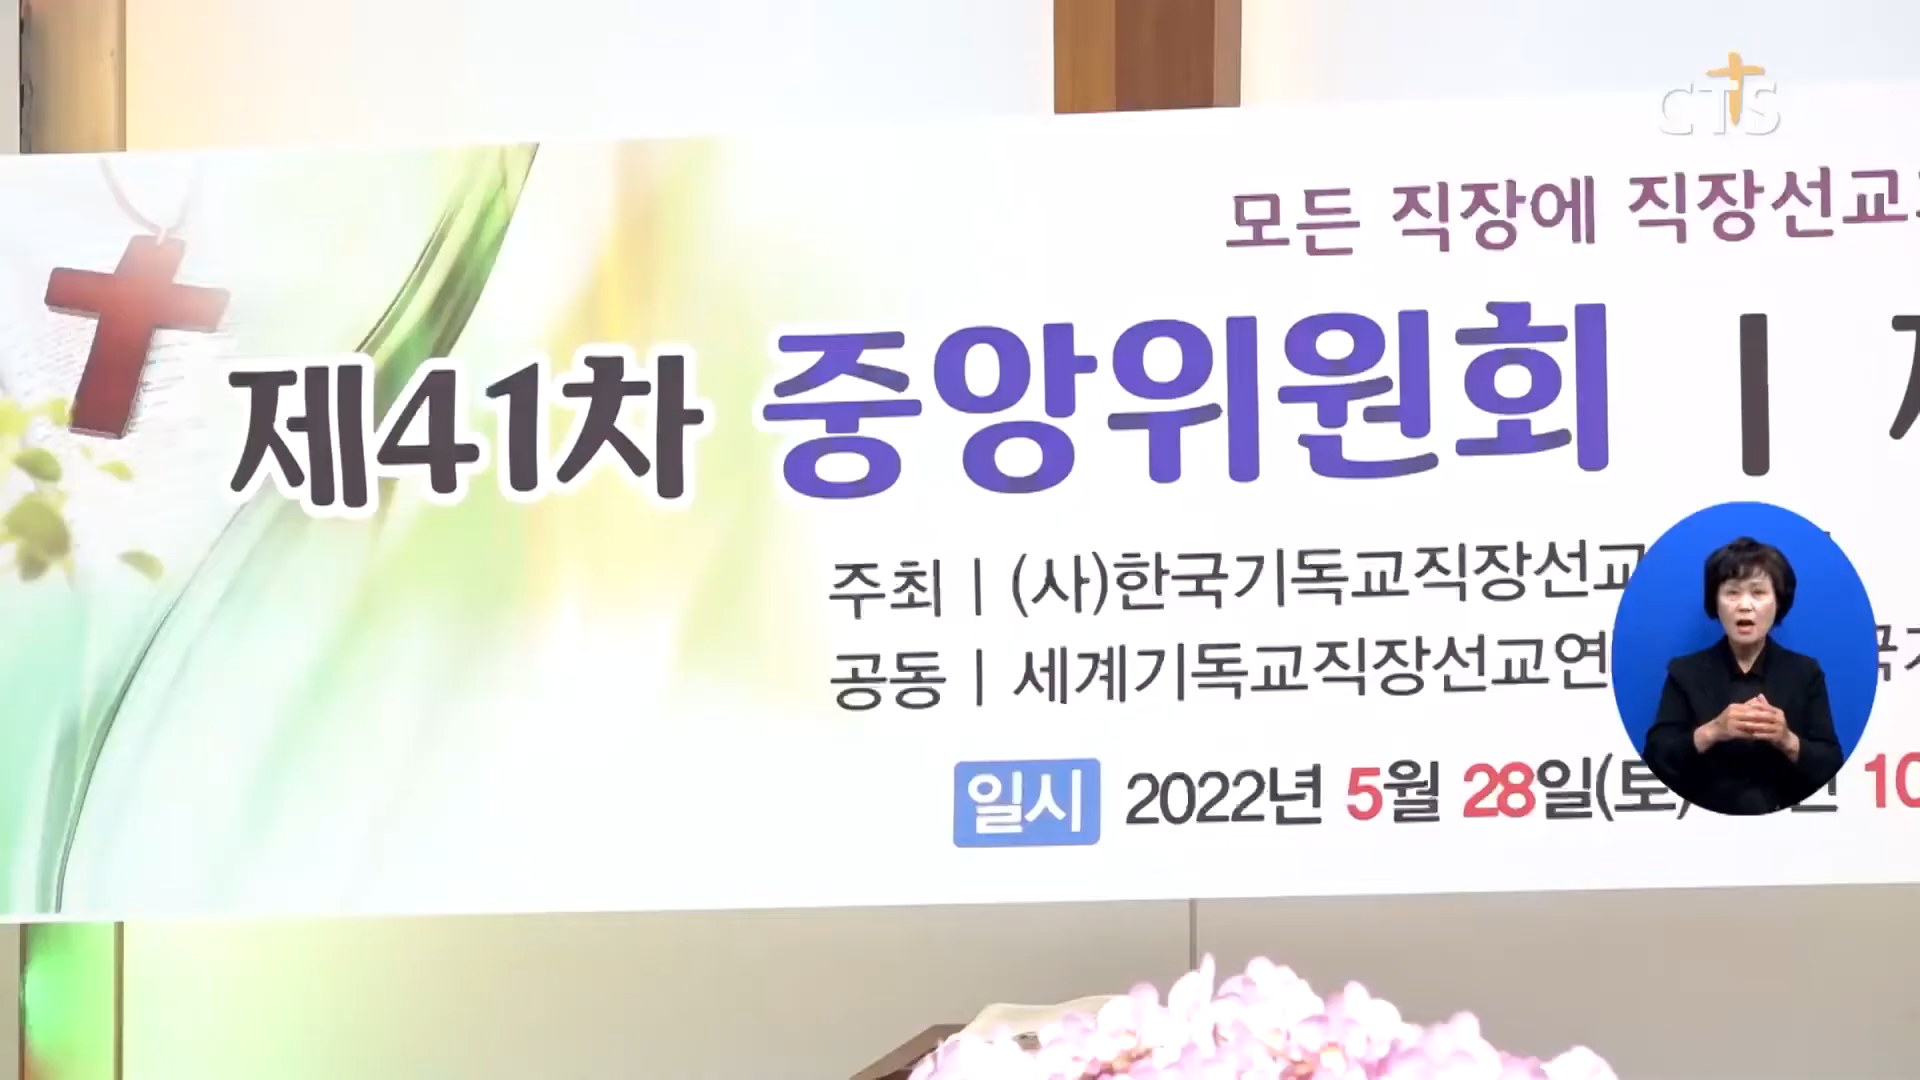 CTS
모든 직장에 직장선교
제41차 중앙위원회 |
주최 | (사)한국기독교직장선교
공동 | 세계기독교직장선교연
일시 2022년 5월 28일(토) 10